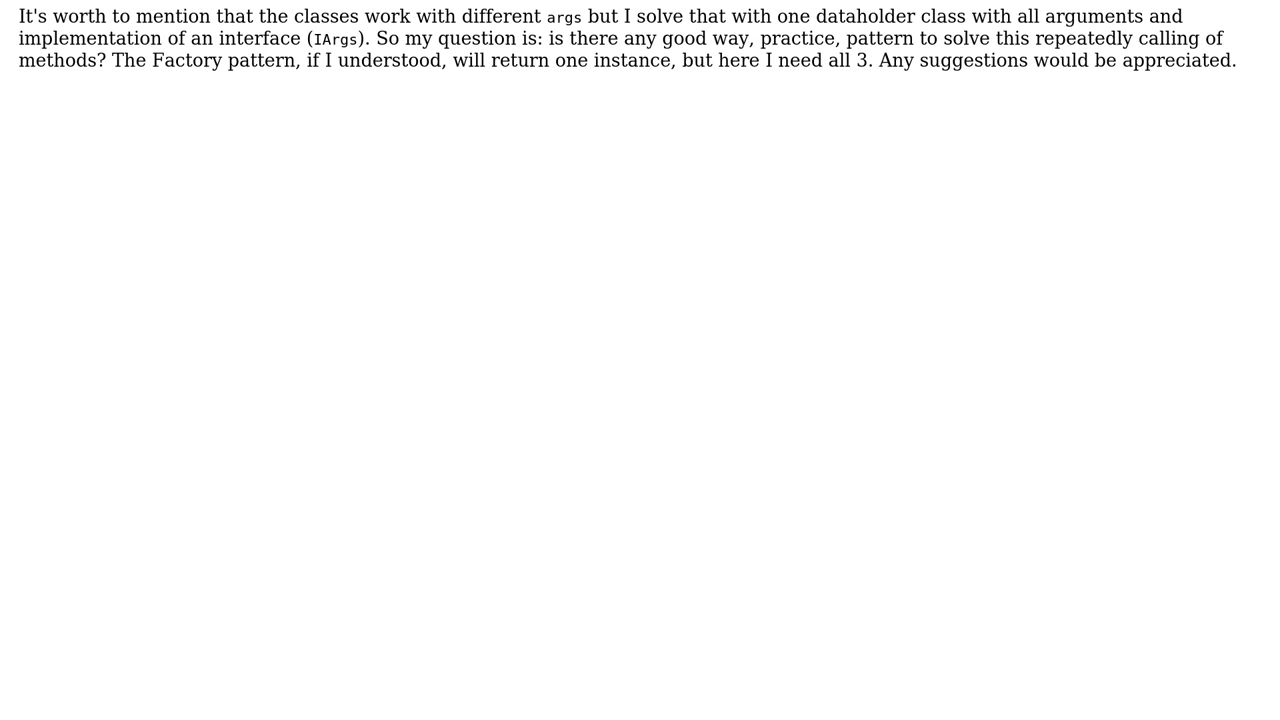 It's worth to mention that the classes work with different args but I solve that with one dataholder class with all arguments and
implementation of an interface (IArgs). So my question is: is there any good way, practice, pattern to solve this repeatedly calling of
methods? The Factory pattern, if I understood, will return one instance, but here I need all 3. Any suggestions would be appreciated.